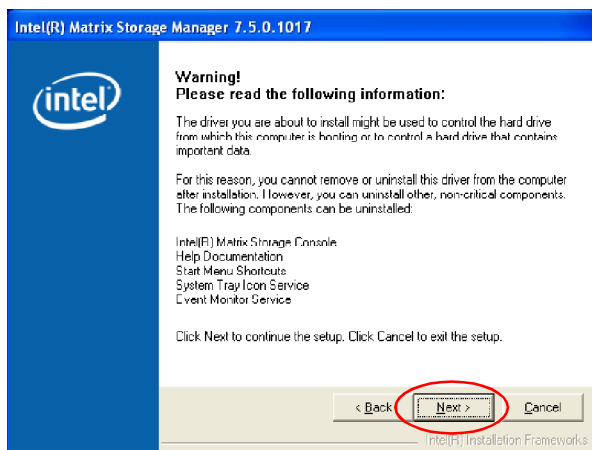 Intel(R) Matrix Storage Manager 7.5.0.1017
intel
Warning!
Please read the following information:
The driver you are about to install might be used to control the hard drive
from which this computer is booting or to control a hard drive that contains
important data.
For this reason, you cannot remove or uninstall this driver from the computer
after installation. However, you can uninstall other, non-critical components.
The following components can be uninstalled:
Intel(R) Matrix Storage Console
Help Documentation
Start Menu Shortcuts
System Tray Icon Service
Event Monitor Service
Click Next to continue the setup. Click Cancel to exit the setup.
< Back Next > Cancel
Intel(R) Installation Frameworks